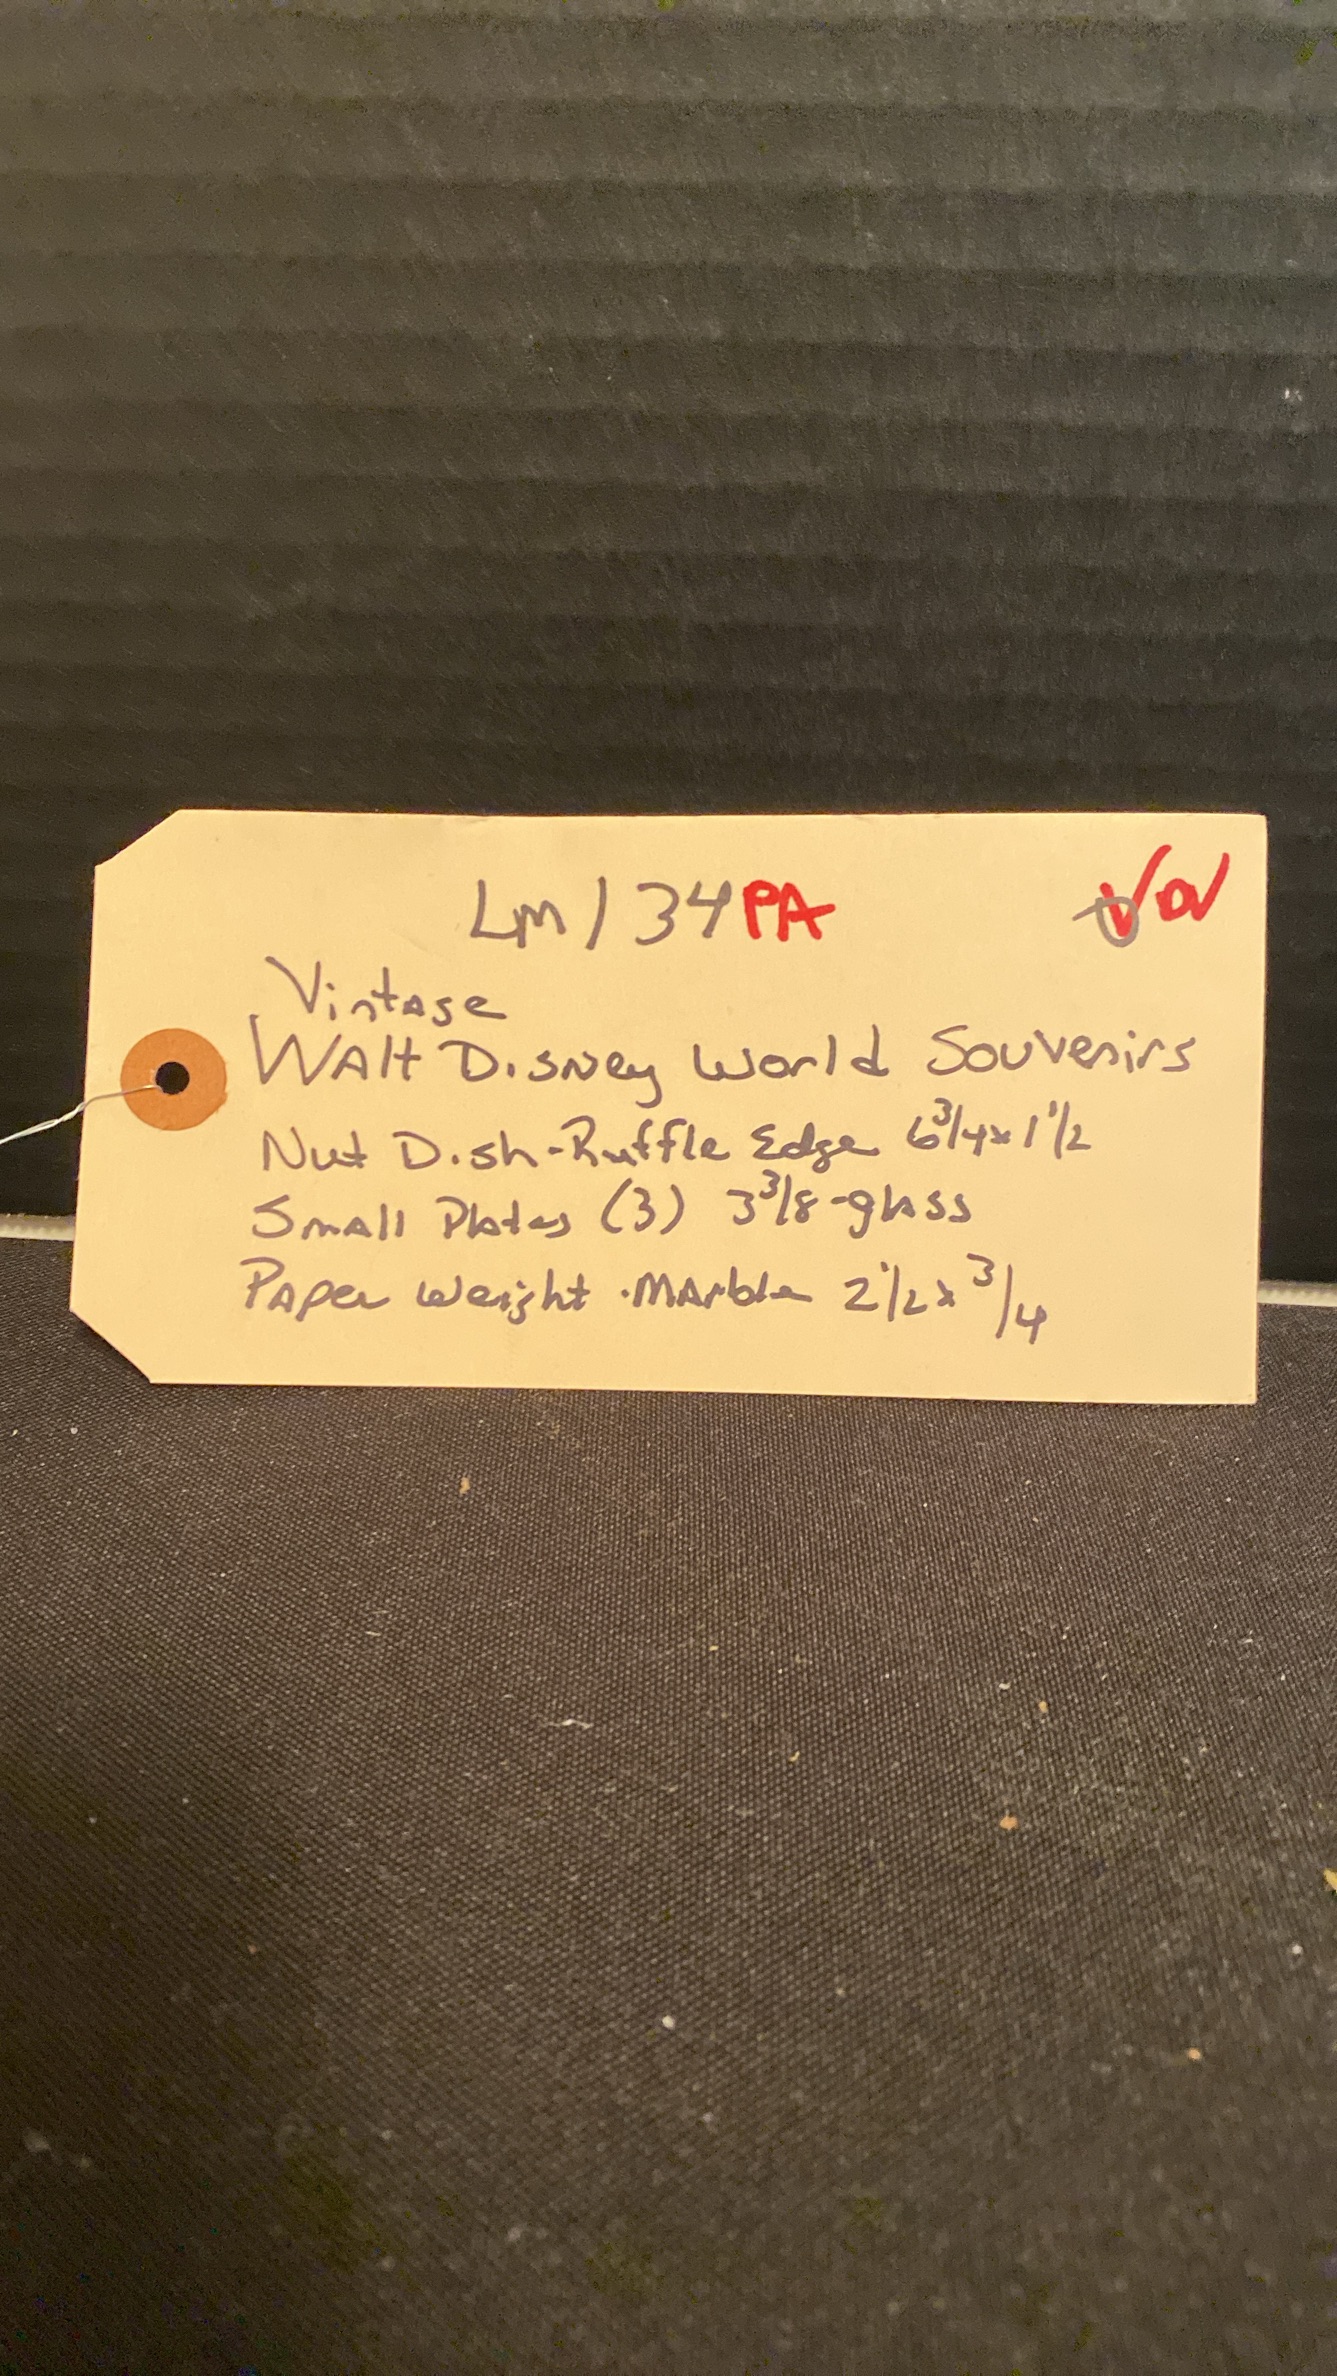 LM134PA
Vintage
Walt Disney World Souvenirs
Nut Dish-Ruffle Edge 6 3/4 x 1 1/2
Small Plates (3) 3 3/8-glass
Paper Weight-Marble 2 1/2 x 3/4